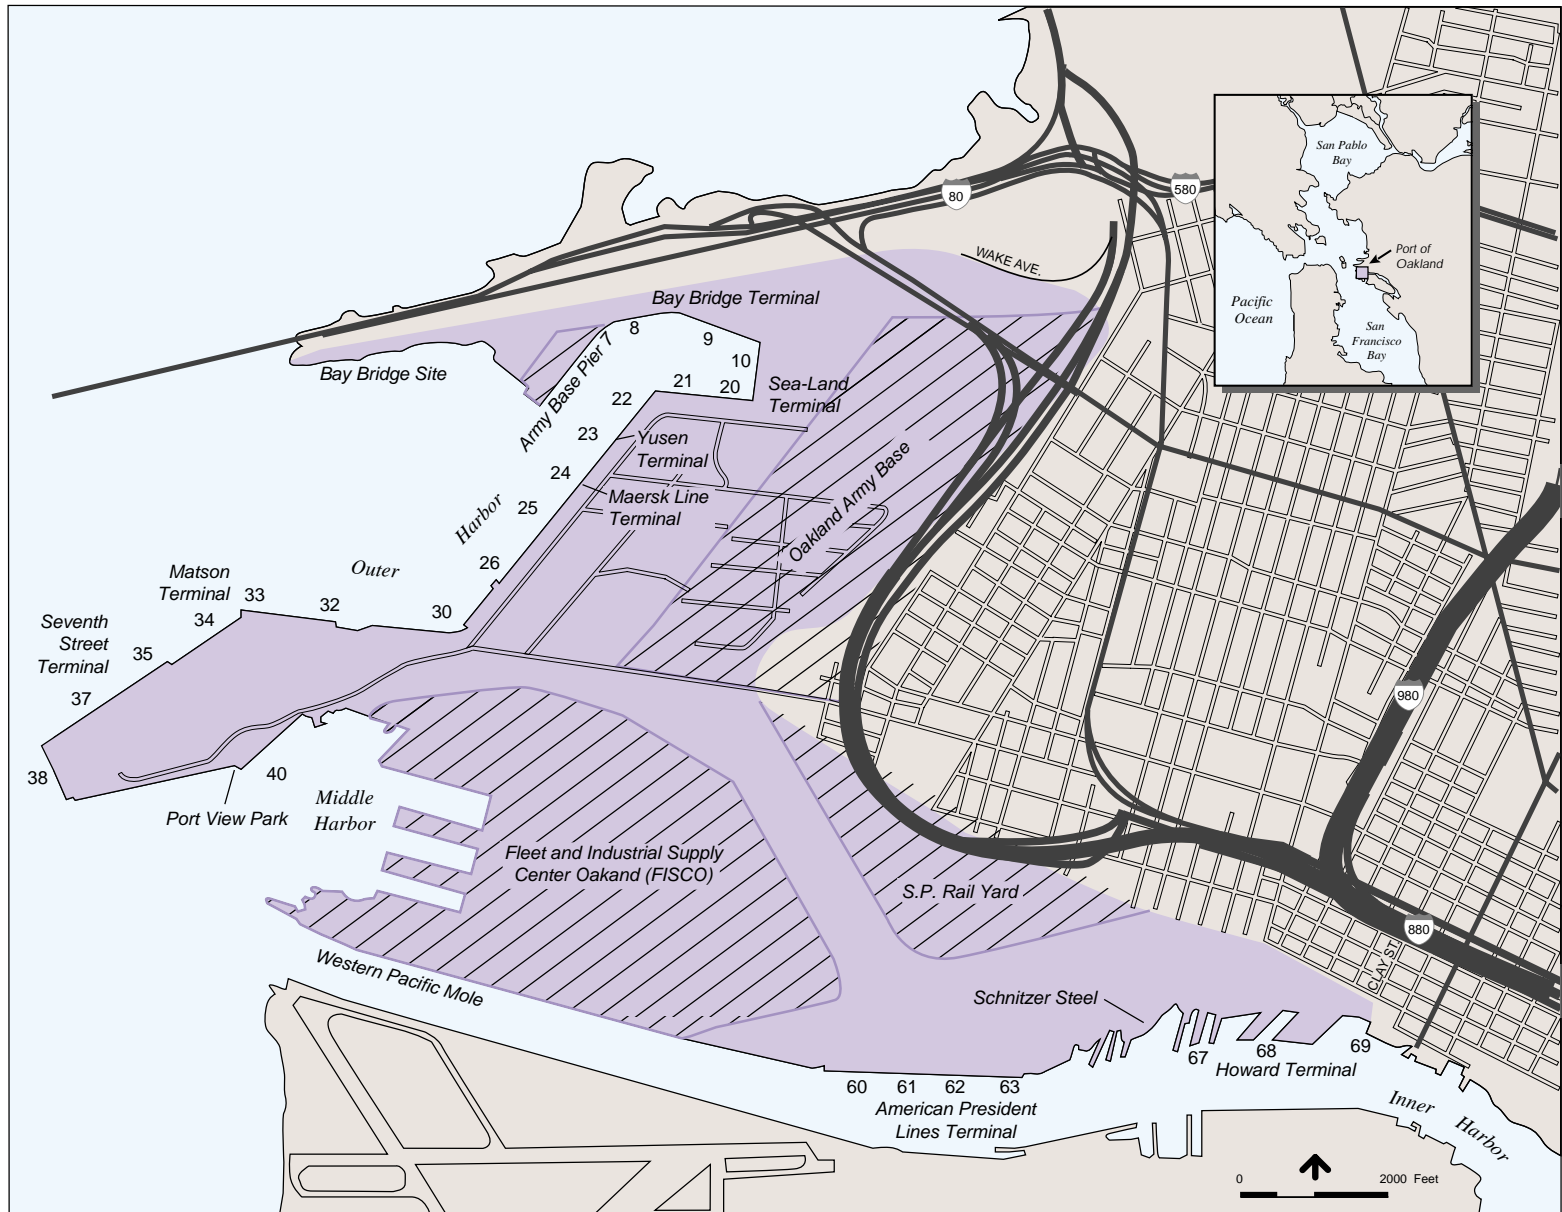 80
580
WAKE AVE.
San Pablo
Bay
Port of
Oakland
Pacific
Ocean
San
Francisco
Bay
Bay Bridge Terminal
Bay Bridge Site
Army Base Pier 7
8
9
10
20
21
22
Sea-Land
Terminal
23
Yusen
Terminal
24
Maersk Line
Terminal
25
26
Oakland Army Base
Outer
Harbor
Matson
Terminal
33
32
30
34
Seventh
Street
Terminal
35
37
38
40
Port View Park
Middle
Harbor
Fleet and Industrial Supply
Center Oakand (FISCO)
S.P. Rail Yard
980
880
CLAY ST.
Western Pacific Mole
Schnitzer Steel
67
68
69
Howard Terminal
60
61
62
63
American President
Lines Terminal
Inner
Harbor
0
2000 Feet